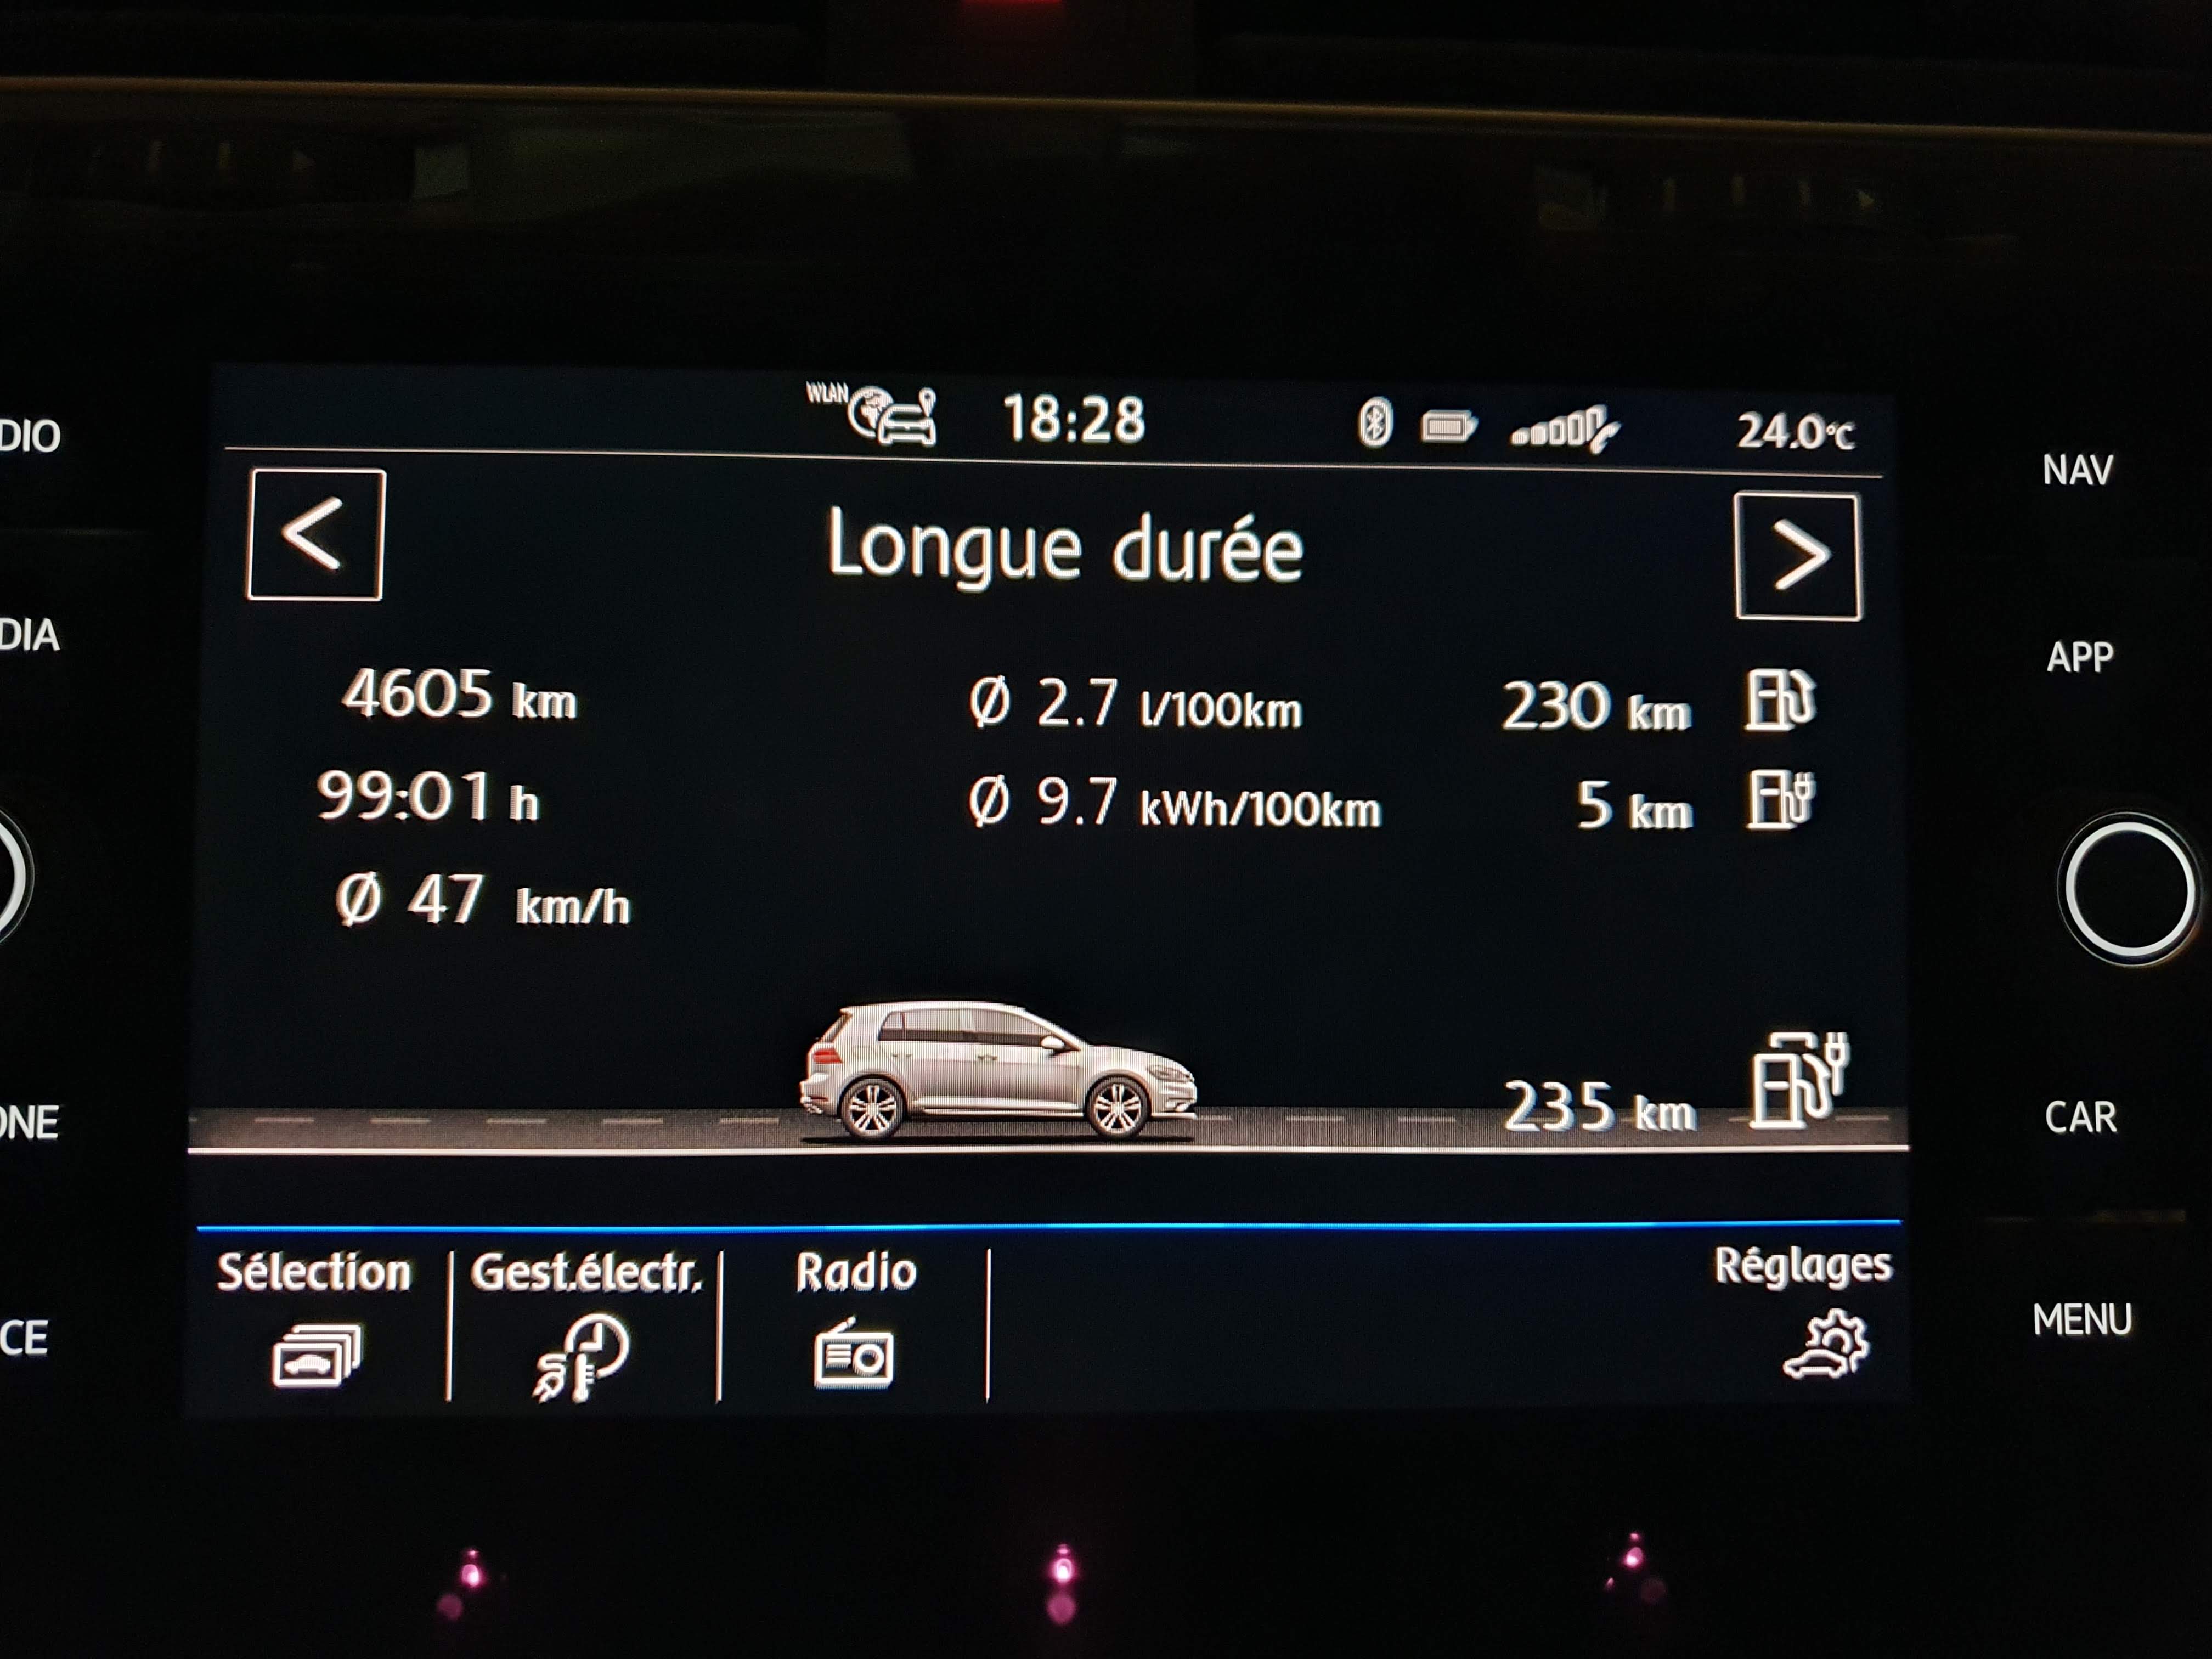 WLAN 18:28 24.0°C
Longue durée
4605 km Ø 2.7 l/100km 230 km
99:01 h Ø 9.7 kWh/100km 5 km
Ø 47 km/h
235 km
Sélection Gest.électr. Radio Réglages
DIO
DIA
ONE
CE
NAV
APP
CAR
MENU